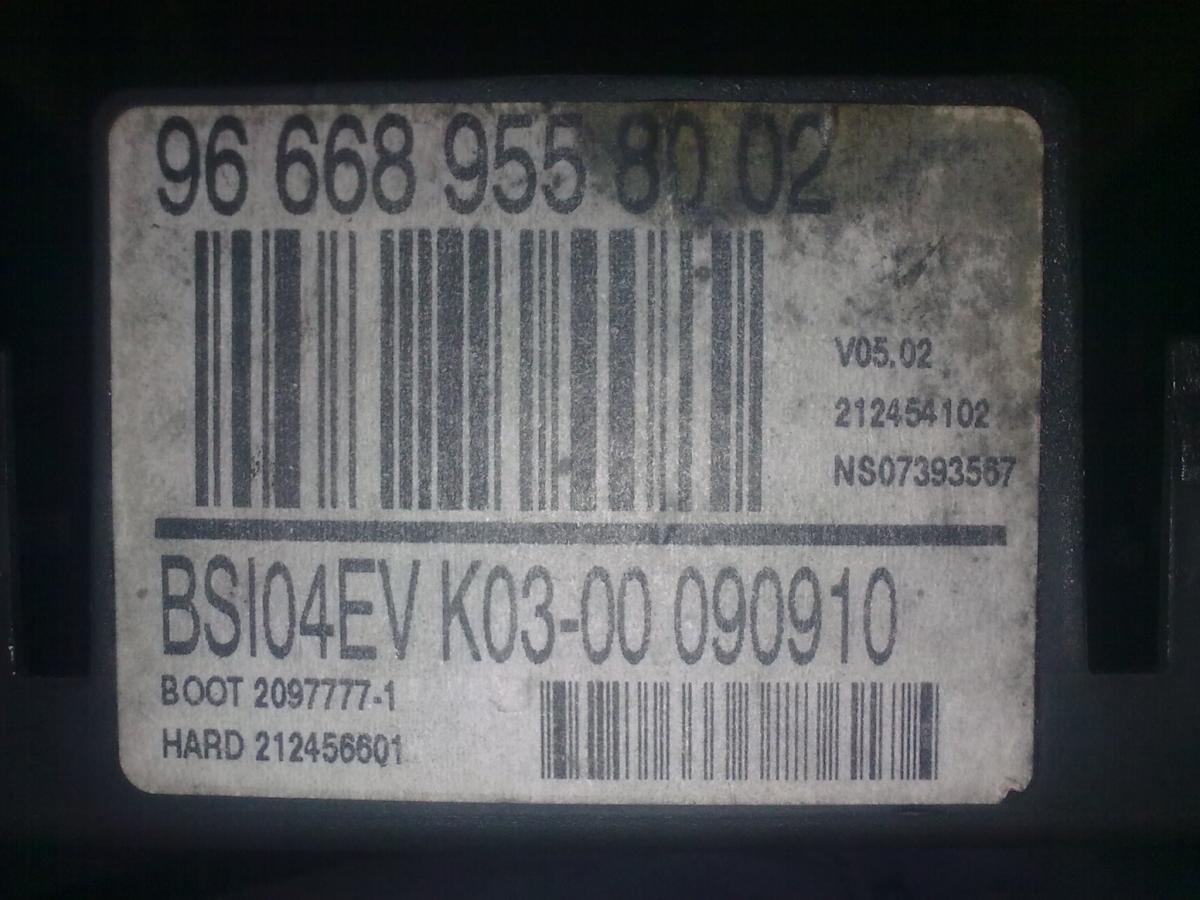 96 668 955 80 02
V05.02
212454102
NS07393567
BSI04EV K03-00 090910
BOOT 2097777-1
HARD 212456601